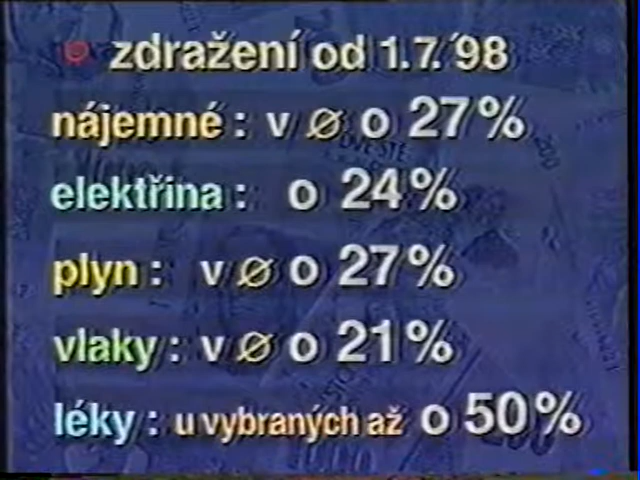 zdražení od 1.7.´98
nájemné : v ø o 27%
elektřina : o 24%
plyn : v ø o 27%
vlaky : v ø o 21%
léky : u vybraných až o 50%